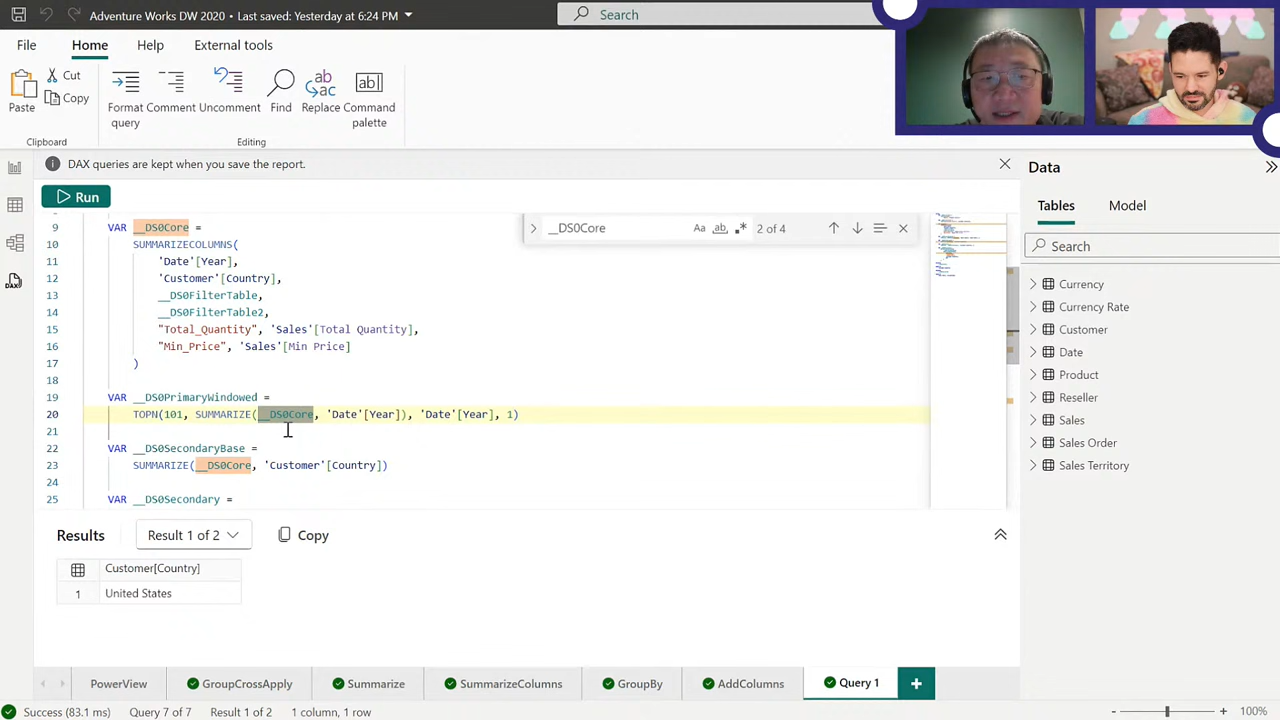 Adventure Works DW 2020 • Last saved: Yesterday at 6:24 PM
Search
File
Home
Help
External tools
Paste
Cut
Copy
Format query
Comment
Uncomment
Find
Replace
Command palette
Clipboard
Editing
DAX queries are kept when you save the report.
Run
__DS0Core
2 of 4
9 VAR __DS0Core =
10 SUMMARIZECOLUMNS(
11 'Date'[Year],
12 'Customer'[Country],
13 __DS0FilterTable,
14 __DS0FilterTable2,
15 "Total_Quantity", 'Sales'[Total Quantity],
16 "Min_Price", 'Sales'[Min Price]
17 )
18
19 VAR __DS0PrimaryWindowed =
20 TOPN(101, SUMMARIZE(__DS0Core, 'Date'[Year]), 'Date'[Year], 1)
21
22 VAR __DS0SecondaryBase =
23 SUMMARIZE(__DS0Core, 'Customer'[Country])
24
25 VAR __DS0Secondary =
Results
Result 1 of 2
Copy
Customer[Country]
1 United States
PowerView
GroupCrossApply
Summarize
SummarizeColumns
GroupBy
AddColumns
Query 1
Success (83.1 ms)
Query 7 of 7
Result 1 of 2
1 column, 1 row
100%
Data
Tables
Model
Search
Currency
Currency Rate
Customer
Date
Product
Reseller
Sales
Sales Order
Sales Territory